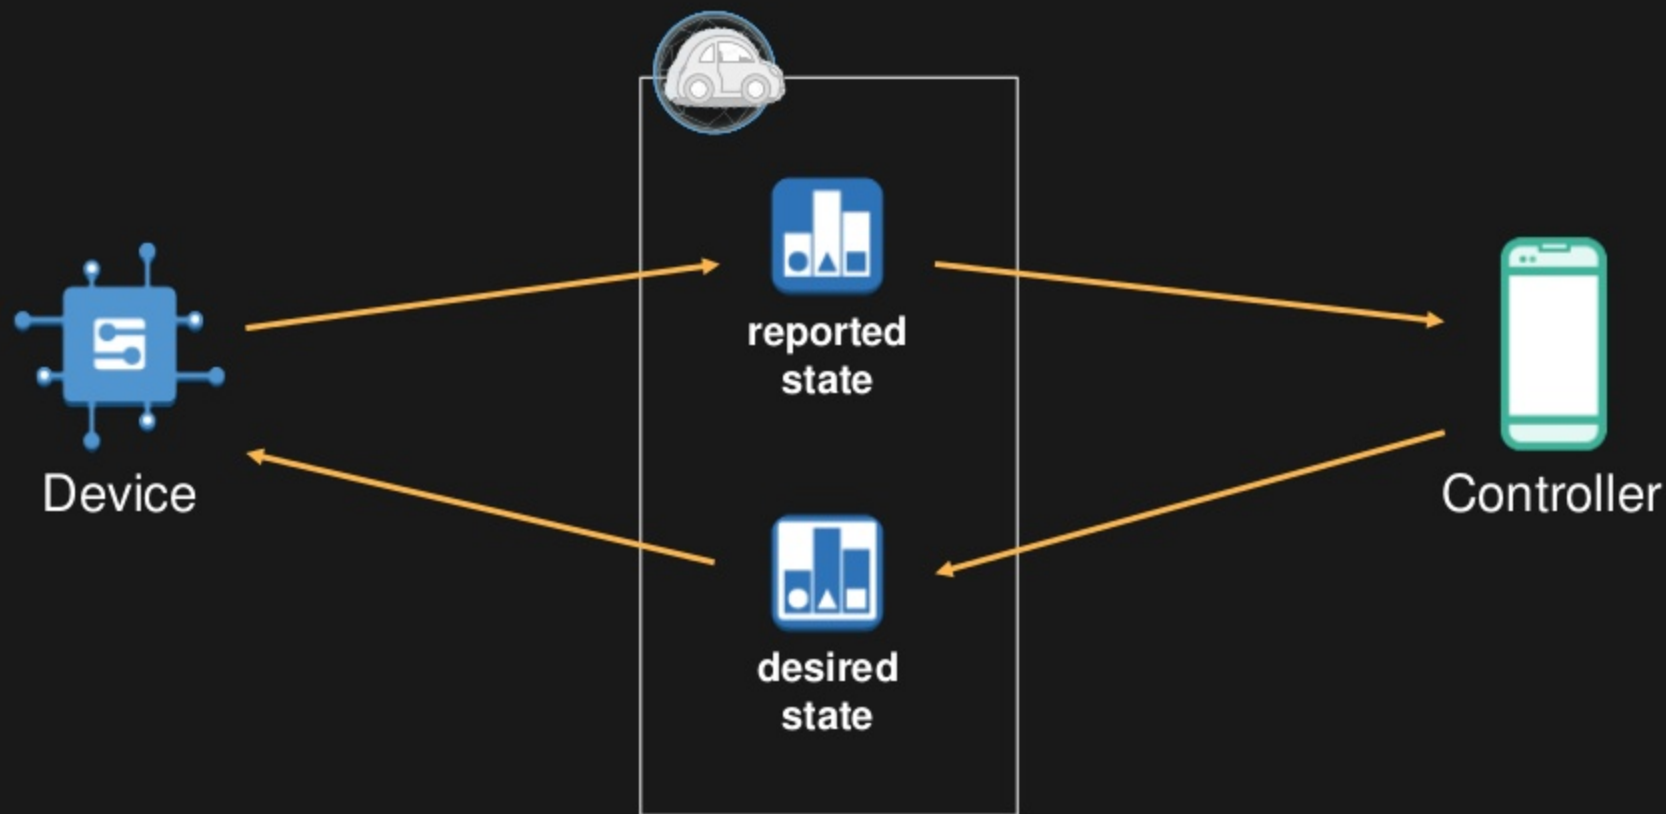 reported
state
Device
Controller
desired
state